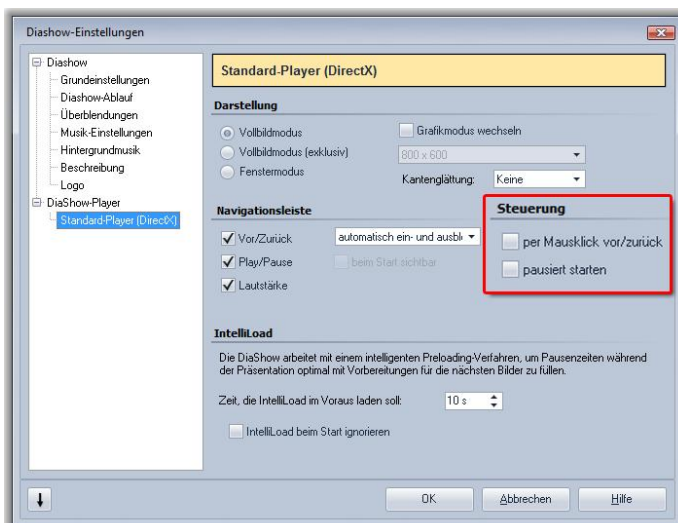 Diashow-Einstellungen
Diashow
Grundeinstellungen
Diashow-Ablauf
Überblendungen
Musik-Einstellungen
Hintergrundmusik
Beschreibung
Logo
DiaShow-Player
Standard-Player (DirectX)
Standard-Player (DirectX)
Darstellung
Vollbildmodus
Grafikmodus wechseln
Vollbildmodus (exklusiv)
800 x 600
Fenstermodus
Kantenglättung: Keine
Navigationsleiste
Vor/Zurück automatisch ein- und ausbl
Play/Pause beim Start sichtbar
Lautstärke
Steuerung
per Mausklick vor/zurück
pausiert starten
IntelliLoad
Die DiaShow arbeitet mit einem intelligenten Preloading-Verfahren, um Pausenzeiten während
der Präsentation optimal mit Vorbereitungen für die nächsten Bilder zu füllen.
Zeit, die IntelliLoad im Voraus laden soll: 10 s
IntelliLoad beim Start ignorieren
OK Abbrechen Hilfe